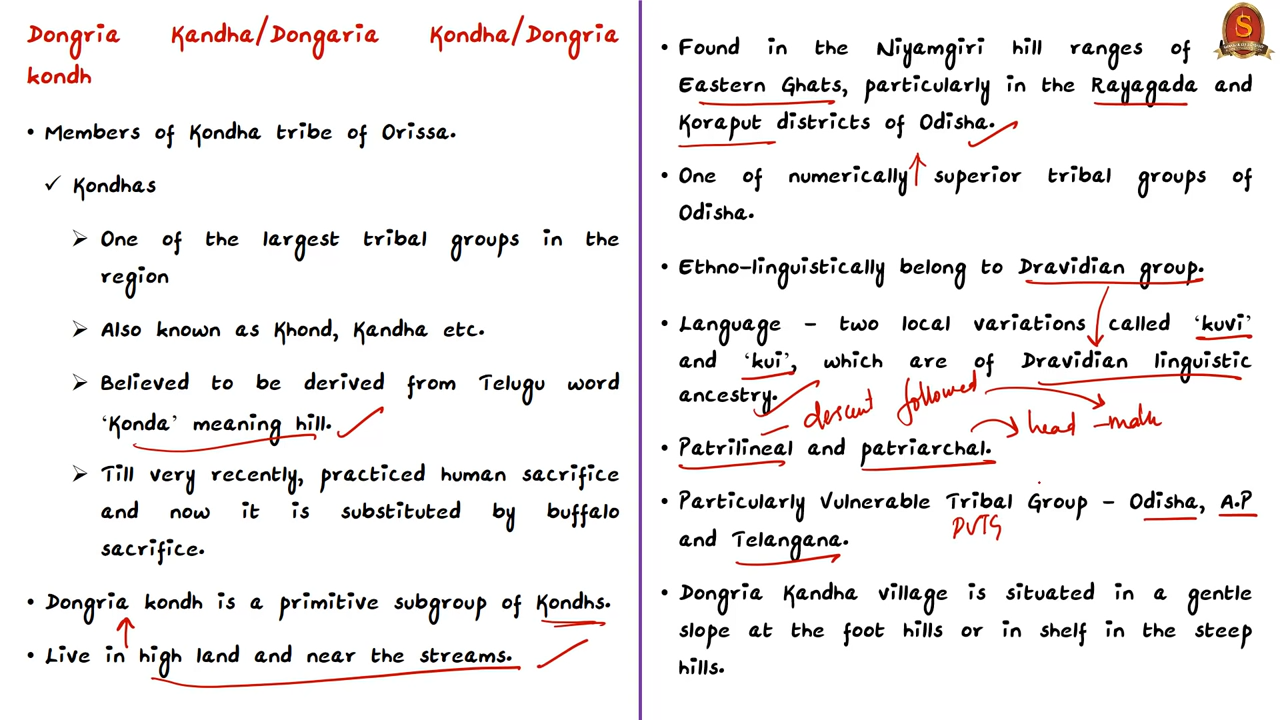 Dongria Kandha/Dongaria Kondha/Dongria
kondh
• Members of Kondha tribe of Orissa.
✓ Kondhas
➤ One of the largest tribal groups in the
region
➤ Also known as Khond, Kandha etc.
➤ Believed to be derived from Telugu word
‘Konda’ meaning hill.
➤ Till very recently, practiced human sacrifice
and now it is substituted by buffalo
sacrifice.
• Dongria kondh is a primitive subgroup of Kondhs.
• Live in high land and near the streams.
S
• Found in the Niyamgiri hill ranges of
Eastern Ghats, particularly in the Rayagada and
Koraput districts of Odisha.
• One of numerically superior tribal groups of
Odisha.
• Ethno-linguistically belong to Dravidian group.
• Language – two local variations called ‘kuvi’
and ‘kui’, which are of Dravidian linguistic
ancestry.
descent followed
head - male
• Patrilineal and patriarchal.
• Particularly Vulnerable Tribal Group – Odisha, A.P
PVTG
and Telangana.
• Dongria Kandha village is situated in a gentle
slope at the foot hills or in shelf in the steep
hills.